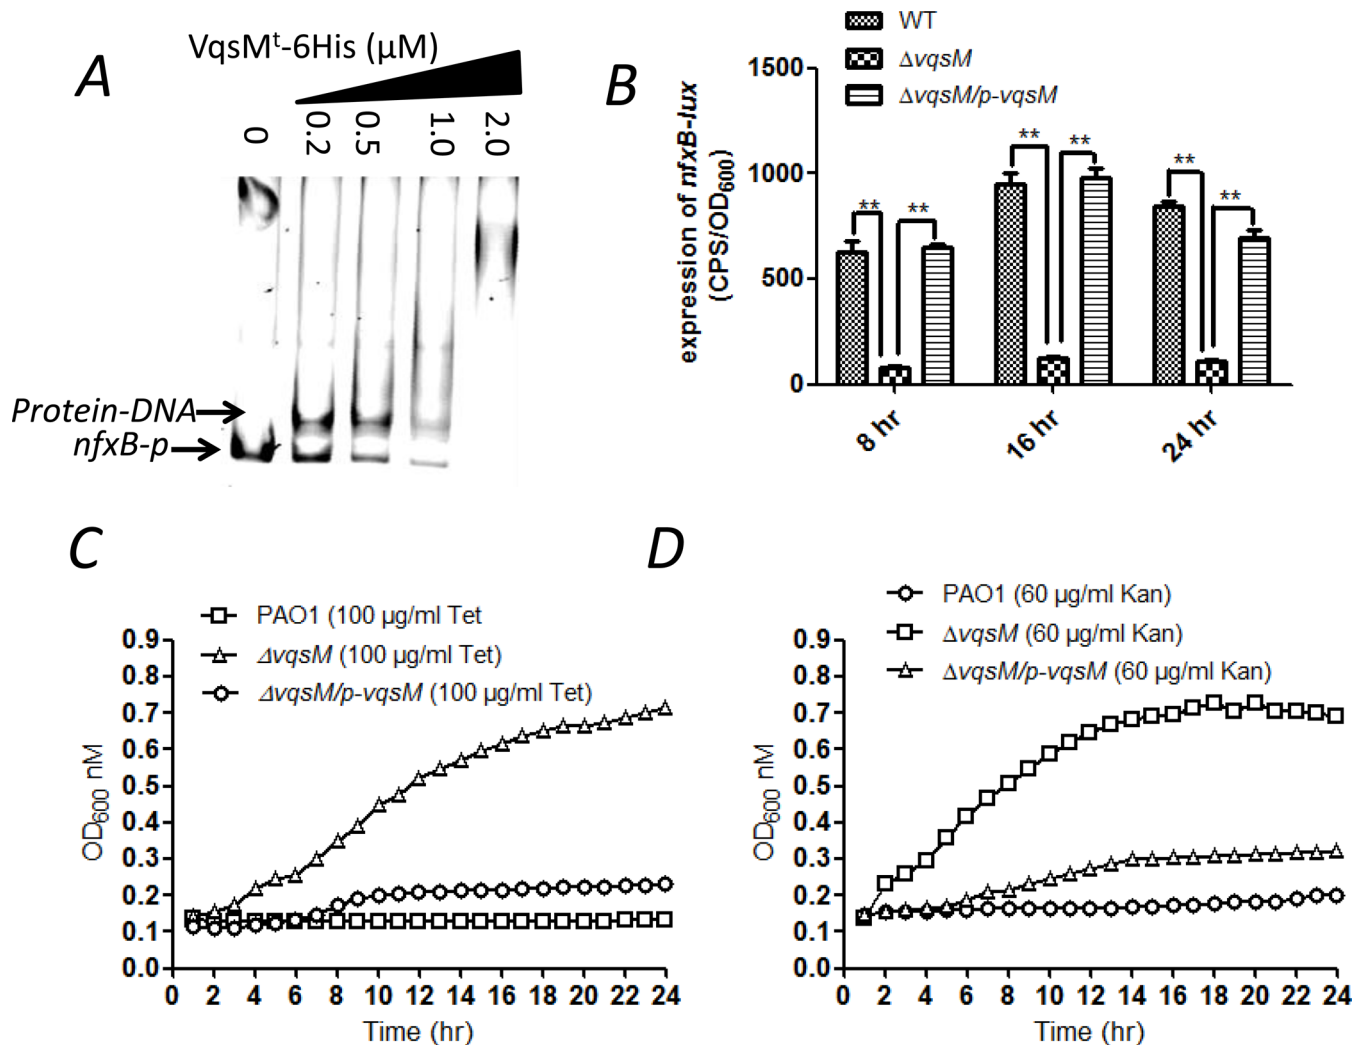 A
VqsMᵗ-6His (μM)
0
0.2
0.5
1.0
2.0
Protein-DNA
nfxB-p
B
WT
ΔvqsM
ΔvqsM/p-vqsM
expression of nfxB-lux
(CPS/OD₆₀₀)
1500
1000
500
0
** ** ** ** ** **
8 hr 16 hr 24 hr
C
PAO1 (100 µg/ml Tet
ΔvqsM (100 µg/ml Tet)
ΔvqsM/p-vqsM (100 µg/ml Tet)
OD₆₀₀ nM
0.9
0.8
0.7
0.6
0.5
0.4
0.3
0.2
0.1
0.0
0 2 4 6 8 10 12 14 16 18 20 22 24
Time (hr)
D
PAO1 (60 µg/ml Kan)
ΔvqsM (60 µg/ml Kan)
ΔvqsM/p-vqsM (60 µg/ml Kan)
OD₆₀₀ nM
0.9
0.8
0.7
0.6
0.5
0.4
0.3
0.2
0.1
0.0
0 2 4 6 8 10 12 14 16 18 20 22 24
Time (hr)